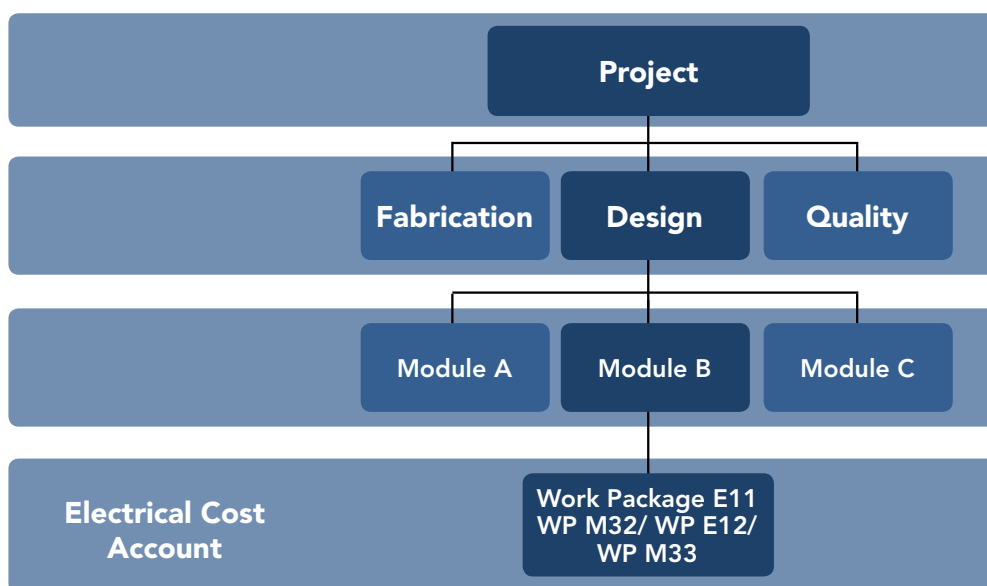 Project
Fabrication
Design
Quality
Module A
Module B
Module C
Electrical Cost
Account
Work Package E11
WP M32/ WP E12/
WP M33